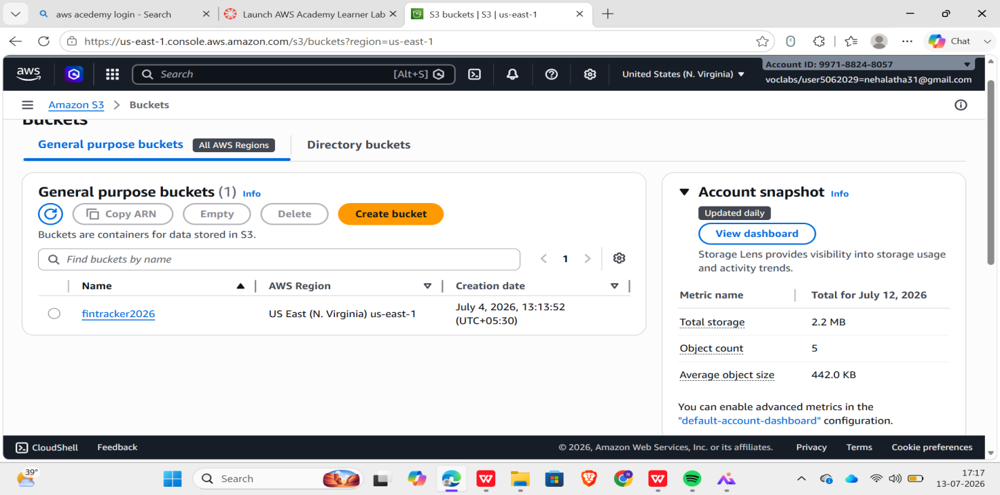 aws acedemy login - Search
Launch AWS Academy Learner Lab
S3 buckets | S3 | us-east-1
https://us-east-1.console.aws.amazon.com/s3/buckets?region=us-east-1
Chat
aws
Search
[Alt+S]
United States (N. Virginia)
Account ID: 9971-8824-8057
voclabs/user5062029=nehalatha31@gmail.com
Amazon S3
Buckets
Buckets
General purpose buckets
All AWS Regions
Directory buckets
General purpose buckets (1) Info
Copy ARN
Empty
Delete
Create bucket
Buckets are containers for data stored in S3.
Find buckets by name
1
Name
AWS Region
Creation date
fintracker2026
US East (N. Virginia) us-east-1
July 4, 2026, 13:13:52
(UTC+05:30)
Account snapshot Info
Updated daily
View dashboard
Storage Lens provides visibility into storage usage
and activity trends.
Metric name
Total for July 12, 2026
Total storage
2.2 MB
Object count
5
Average object size
442.0 KB
You can enable advanced metrics in the
"default-account-dashboard" configuration.
CloudShell
Feedback
© 2026, Amazon Web Services, Inc. or its affiliates.
Privacy
Terms
Cookie preferences
39°
Search
N
17:17
13-07-2026